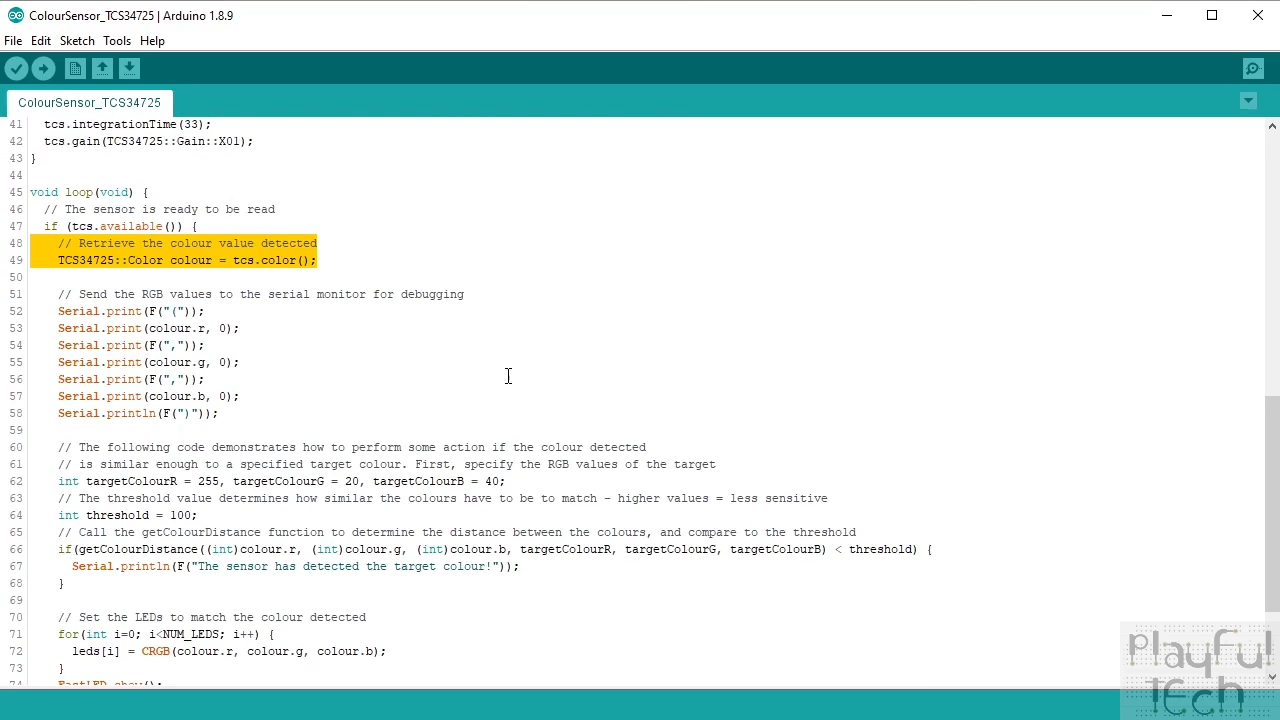 ColourSensor_TCS34725 | Arduino 1.8.9
File Edit Sketch Tools Help
ColourSensor_TCS34725
41 tcs.integrationTime(33);
42 tcs.gain(TCS34725::Gain::X01);
43 }
44
45 void loop(void) {
46 // The sensor is ready to be read
47 if (tcs.available()) {
48 // Retrieve the colour value detected
49 TCS34725::Color colour = tcs.color();
50
51 // Send the RGB values to the serial monitor for debugging
52 Serial.print(F("("));
53 Serial.print(colour.r, 0);
54 Serial.print(F(","));
55 Serial.print(colour.g, 0);
56 Serial.print(F(","));
57 Serial.print(colour.b, 0);
58 Serial.println(F(")"));
59
60 // The following code demonstrates how to perform some action if the colour detected
61 // is similar enough to a specified target colour. First, specify the RGB values of the target
62 int targetColourR = 255, targetColourG = 20, targetColourB = 40;
63 // The threshold value determines how similar the colours have to be to match - higher values = less sensitive
64 int threshold = 100;
65 // Call the getColourDistance function to determine the distance between the colours, and compare to the threshold
66 if(getColourDistance((int)colour.r, (int)colour.g, (int)colour.b, targetColourR, targetColourG, targetColourB) < threshold) {
67 Serial.println(F("The sensor has detected the target colour!"));
68 }
69
70 // Set the LEDs to match the colour detected
71 for(int i=0; i<NUM_LEDS; i++) {
72 leds[i] = CRGB(colour.r, colour.g, colour.b);
73 }
74 FastLED.show();
playful
tech